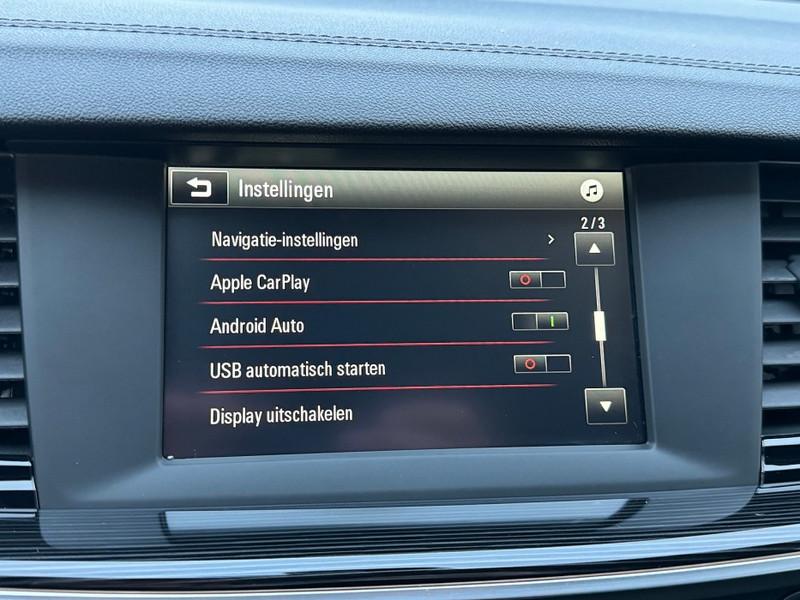 Instellingen
2/3
Navigatie-instellingen
Apple CarPlay
Android Auto
USB automatisch starten
Display uitschakelen